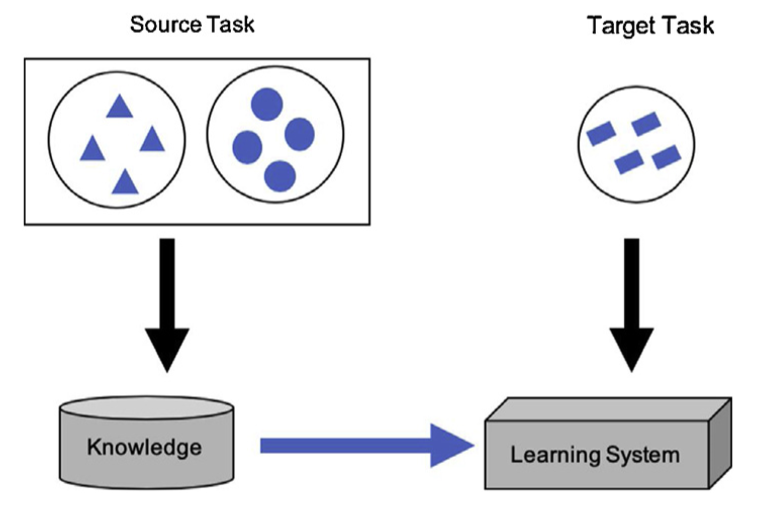 Source Task
Target Task
Knowledge
Learning System